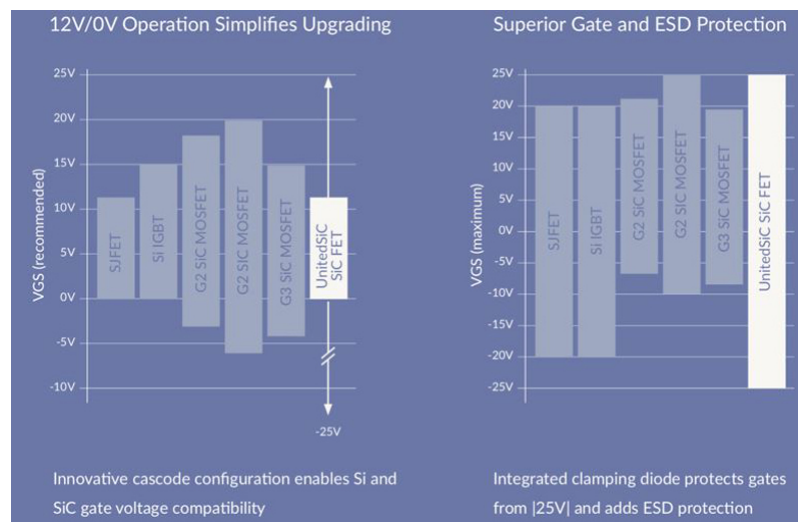 12V/0V Operation Simplifies Upgrading
25V
20V
15V
10V
5V
0V
-5V
-10V
VGS (recommended)
SJFET
Si IGBT
G2 SiC MOSFET
G2 SiC MOSFET
G3 SiC MOSFET
UnitedSiC
SiC FET
-25V
Innovative cascode configuration enables Si and
SiC gate voltage compatibility
Superior Gate and ESD Protection
25V
20V
15V
10V
5V
0V
-5V
-10V
-15V
-20V
-25V
VGS (maximum)
SJFET
Si IGBT
G2 SiC MOSFET
G2 SiC MOSFET
G3 SiC MOSFET
UnitedSiC SiC FET
Integrated clamping diode protects gates
from |25V| and adds ESD protection